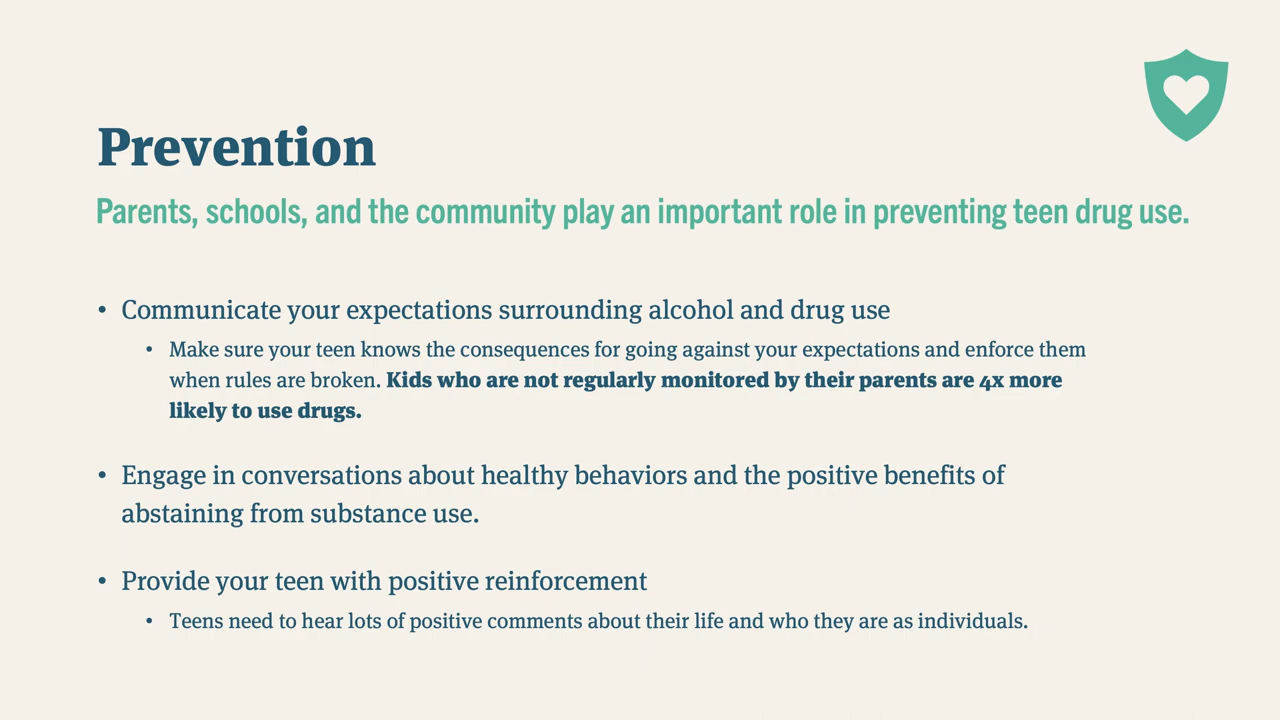 Prevention
Parents, schools, and the community play an important role in preventing teen drug use.
• Communicate your expectations surrounding alcohol and drug use
• Make sure your teen knows the consequences for going against your expectations and enforce them
when rules are broken. Kids who are not regularly monitored by their parents are 4x more
likely to use drugs.
• Engage in conversations about healthy behaviors and the positive benefits of
abstaining from substance use.
• Provide your teen with positive reinforcement
• Teens need to hear lots of positive comments about their life and who they are as individuals.